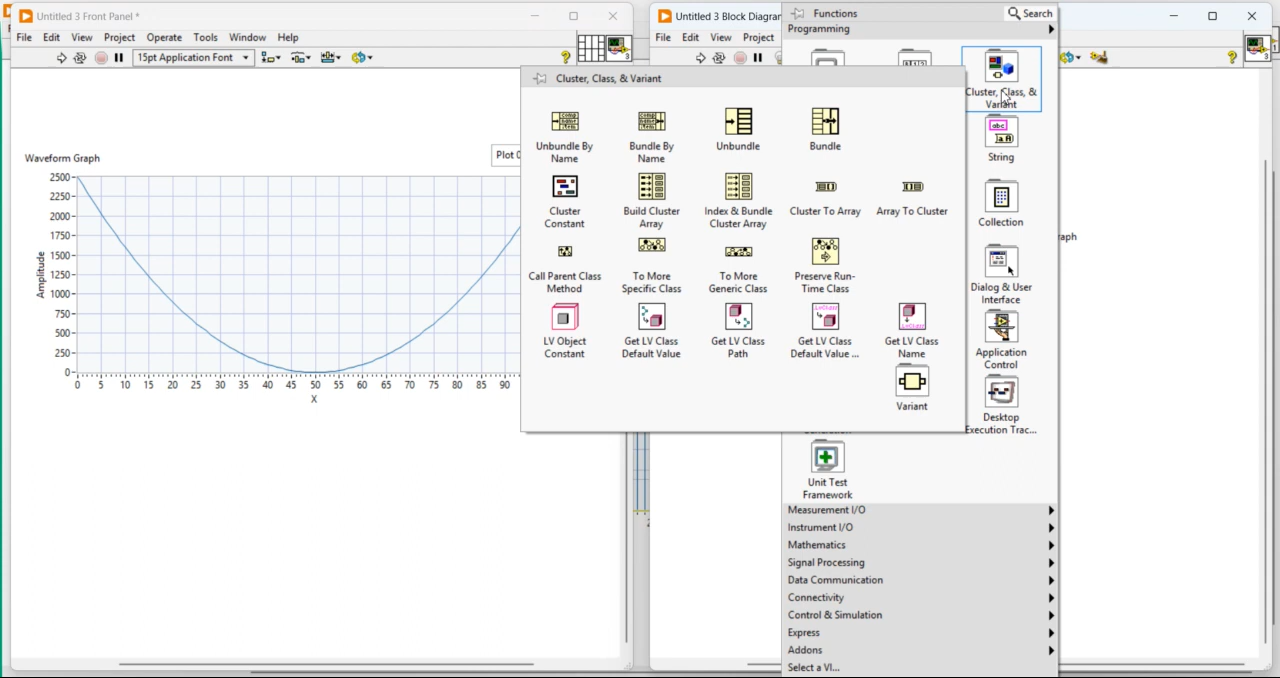 Untitled 3 Front Panel *
File Edit View Project Operate Tools Window Help
15pt Application Font
Waveform Graph
Plot 0
2500
2250
2000
1750
1500
1250
1000
750
500
250
0
Amplitude
0 5 10 15 20 25 30 35 40 45 50 55 60 65 70 75 80 85 90
X
Untitled 3 Block Diagram
File Edit View Project
Functions
Search
Programming
Cluster, Class, &
Variant
String
Collection
Dialog & User
Interface
Application
Control
Desktop
Execution Trac...
Unit Test
Framework
Measurement I/O
Instrument I/O
Mathematics
Signal Processing
Data Communication
Connectivity
Control & Simulation
Express
Addons
Select a VI...
Cluster, Class, & Variant
Unbundle By
Name
Bundle By
Name
Unbundle
Bundle
Cluster
Constant
Build Cluster
Array
Index & Bundle
Cluster Array
Cluster To Array
Array To Cluster
Call Parent Class
Method
To More
Specific Class
To More
Generic Class
Preserve Run-
Time Class
LV Object
Constant
Get LV Class
Default Value
Get LV Class
Path
Get LV Class
Default Value ...
Get LV Class
Name
Variant
raph